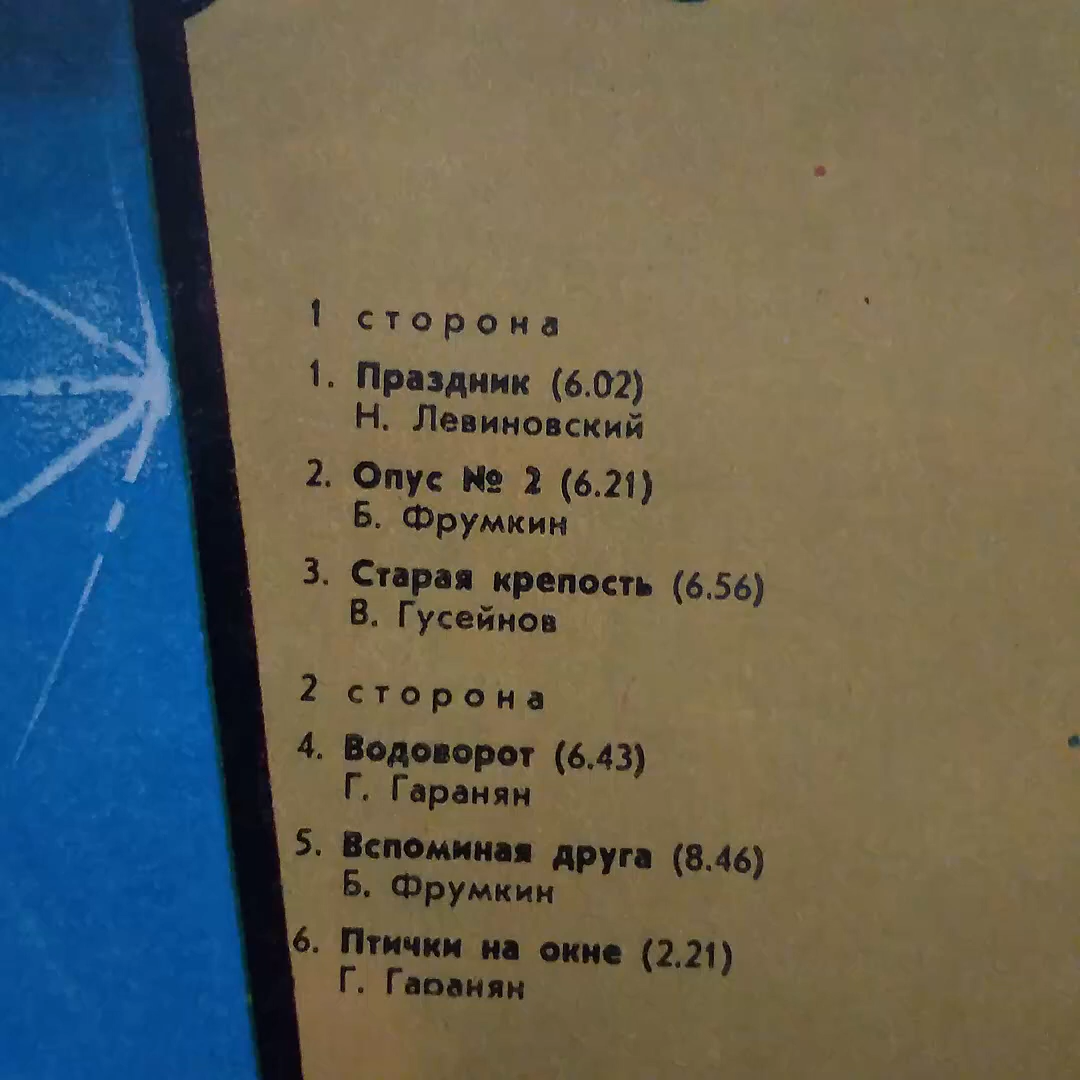 1 сторона
1. Праздник (6.02)
Н. Левиновский
2. Опус № 2 (6.21)
Б. Фрумкин
3. Старая крепость (6.56)
В. Гусейнов
2 сторона
4. Водоворот (6.43)
Г. Гаранян
5. Вспоминая друга (8.46)
Б. Фрумкин
6. Птички на окне (2.21)
Г. Гаранян